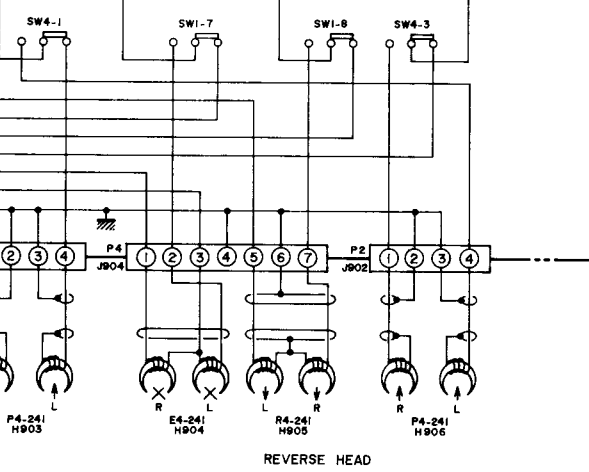 SW4-1 SW1-7 SW1-8 SW4-3
2 3 4 P4 J904 1 2 3 4 5 6 7 P2 J902 1 2 3 4
L R L L R R L
P4-241 E4-241 R4-241 P4-241
H903 H904 H905 H906
REVERSE HEAD